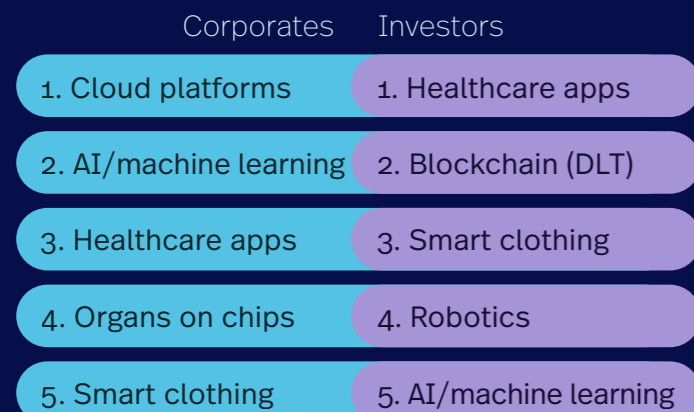 Corporates Investors
1. Cloud platforms 1. Healthcare apps
2. AI/machine learning 2. Blockchain (DLT)
3. Healthcare apps 3. Smart clothing
4. Organs on chips 4. Robotics
5. Smart clothing 5. AI/machine learning